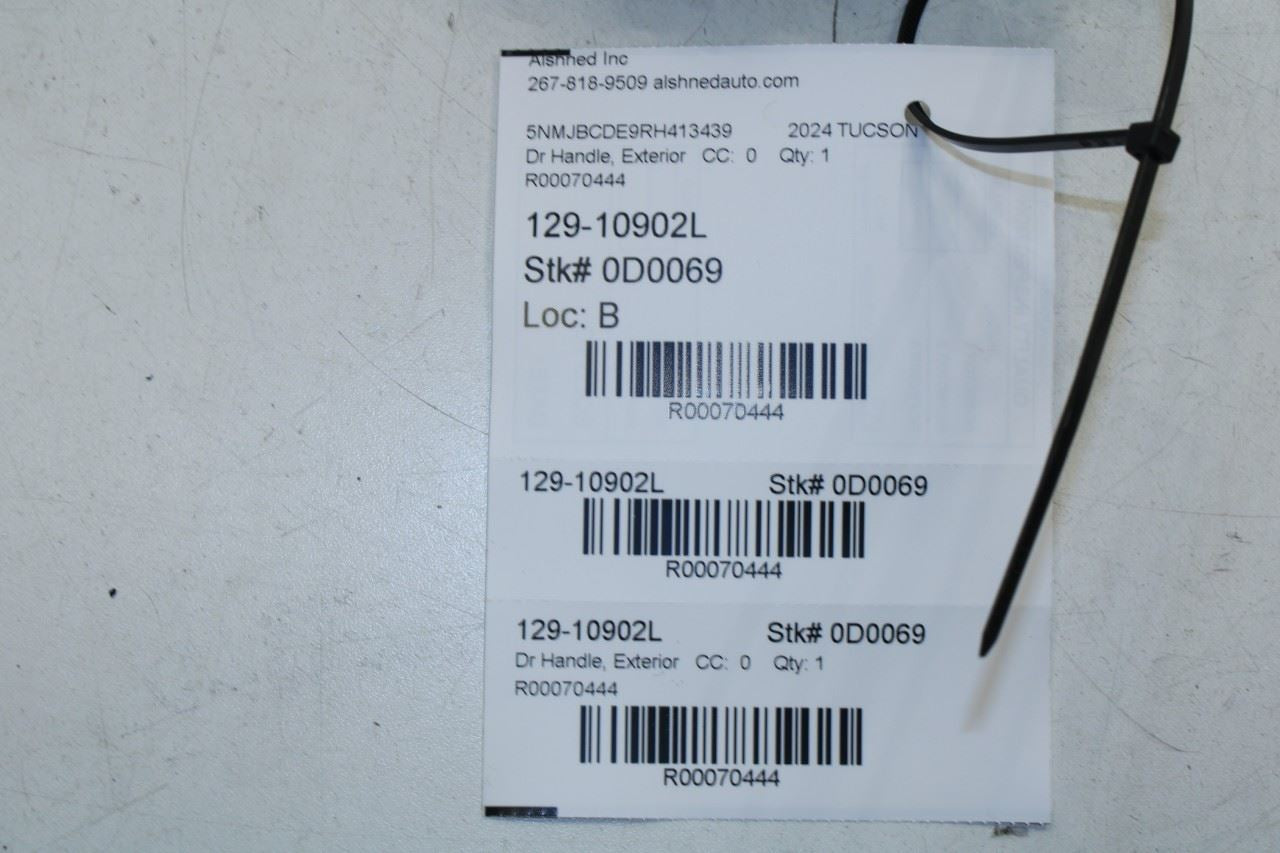 Alshned Inc
267-818-9509 alshnedauto.com
5NMJBCDE9RH413439 2024 TUCSON
Dr Handle, Exterior CC: 0 Qty: 1
R00070444
129-10902L
Stk# 0D0069
Loc: B
R00070444
129-10902L Stk# 0D0069
R00070444
129-10902L Stk# 0D0069
Dr Handle, Exterior CC: 0 Qty: 1
R00070444
R00070444